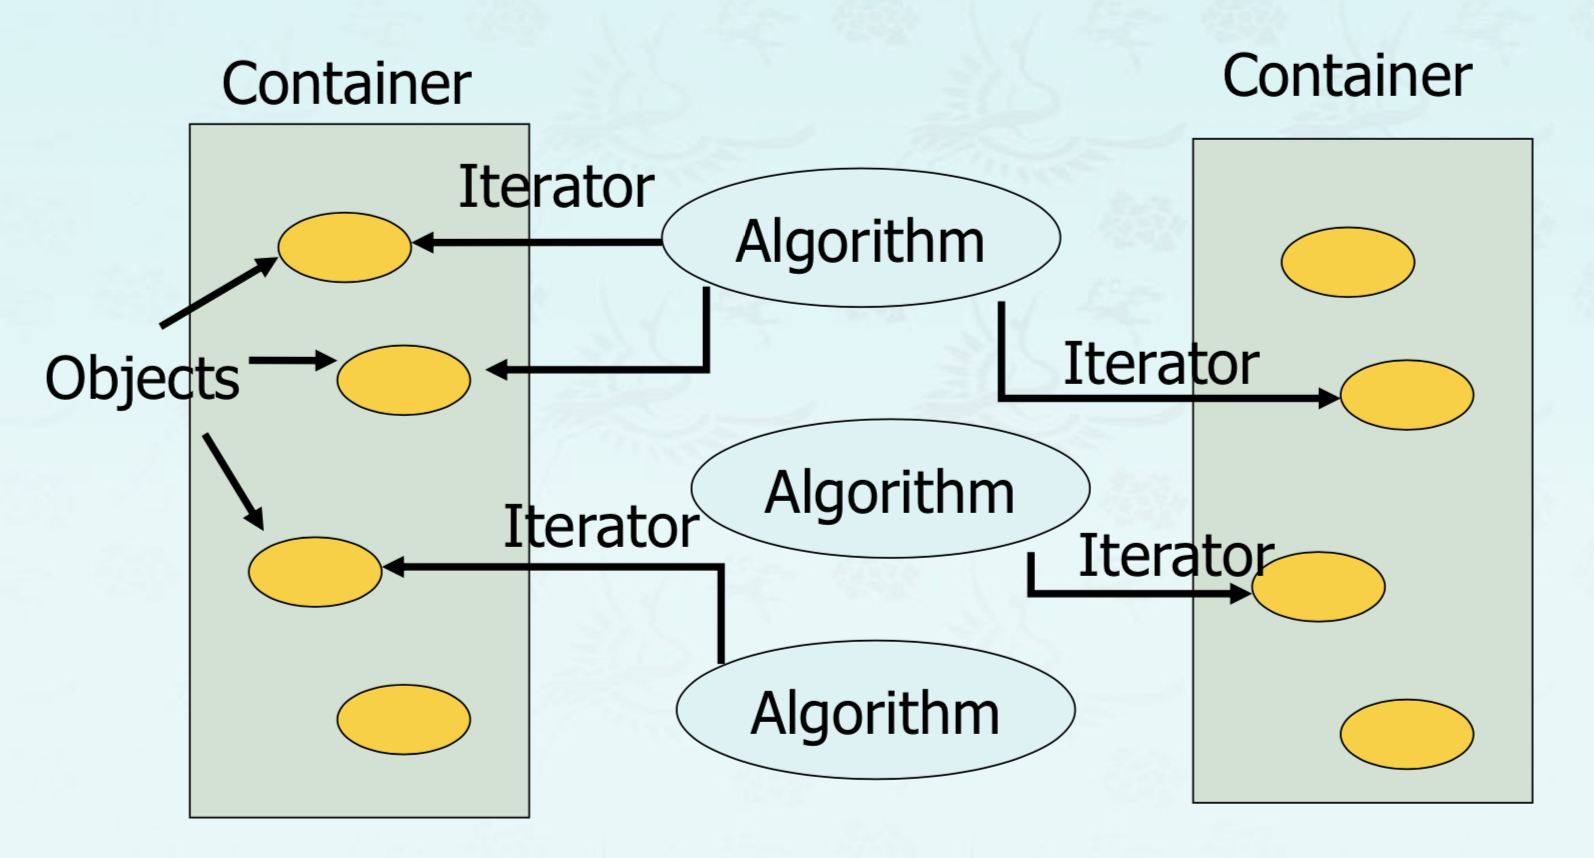 Container
Container
Iterator
Algorithm
Iterator
Objects
Algorithm
Iterator
Iterator
Algorithm